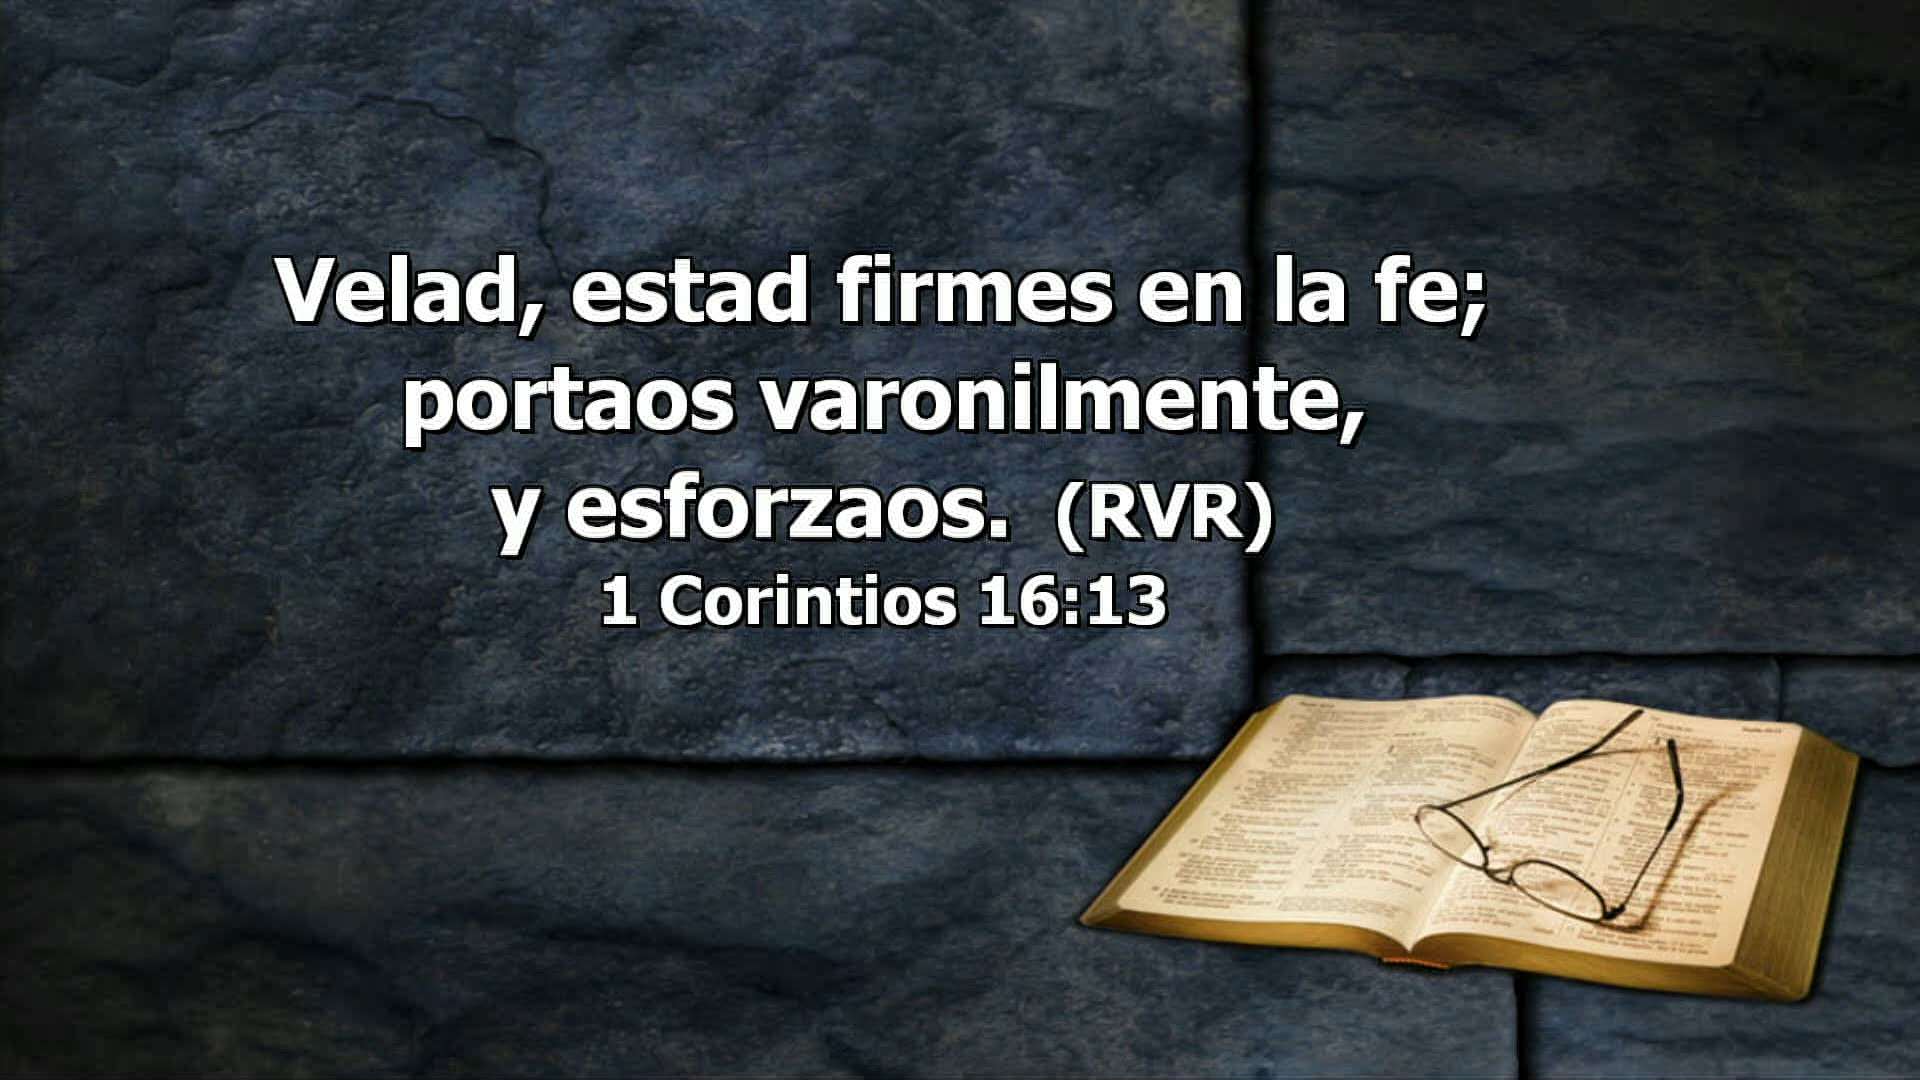 Velad, estad firmes en la fe;
portaos varonilmente,
y esforzaos. (RVR)
1 Corintios 16:13